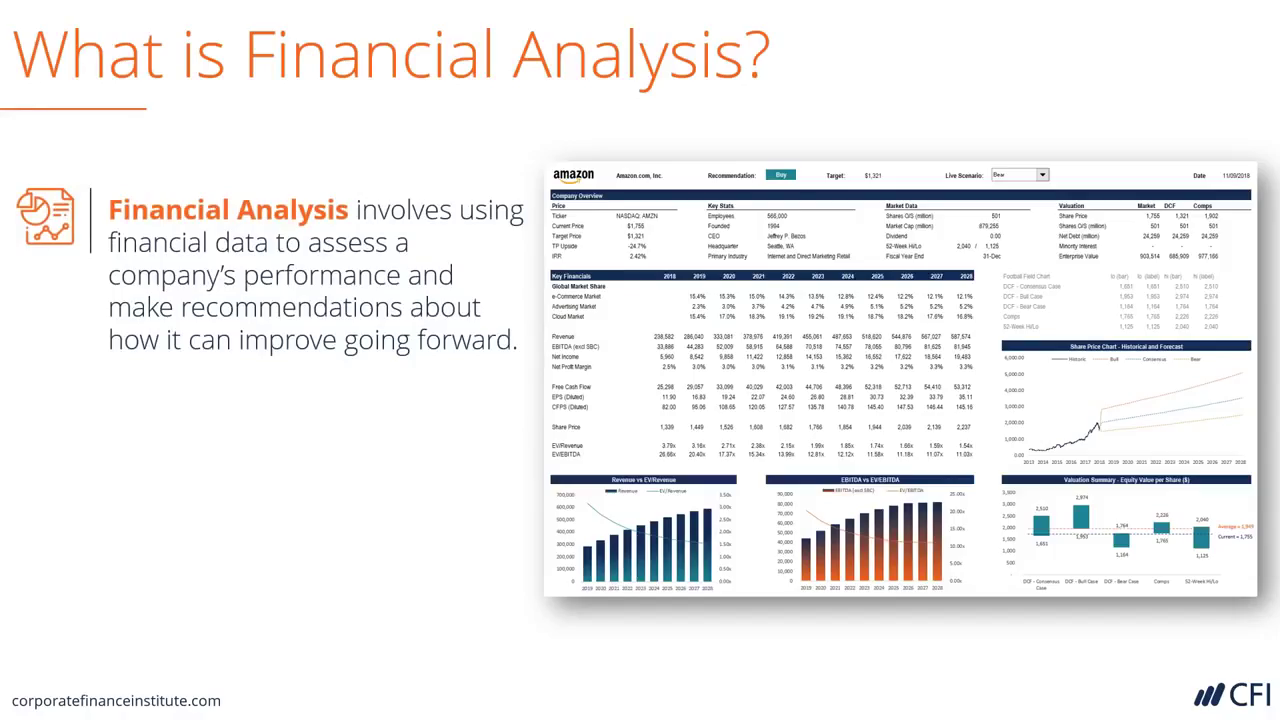 What is Financial Analysis?
Financial Analysis involves using
financial data to assess a
company's performance and
make recommendations about
how it can improve going forward.
amazon Amazon.com, Inc. Recommendation: Buy Target: $1,321 Live Scenario: Bear Date 11/09/2018
Company Overview
Price Key Stats Market Data Valuation Market DCF Comps
Ticker NASDAQ: AMZN Employees 566,000 Shares O/S (million) 501 Share Price 1,755 1,321 1,902
Current Price $1,755 Founded 1994 Market Cap (million) 879,255 Shares O/S (million) 501 501 501
Target Price $1,321 CEO Jeffrey P. Bezos Dividend 0.00 Net Debt (million) 24,259 24,259 24,259
TP Upside -24.7% Headquarter Seattle, WA 52-Week Hi/Lo 2,040 / 1,125 Minority Interest - - -
IRR 2.42% Primary Industry Internet and Direct Marketing Retail Fiscal Year End 31-Dec Enterprise Value 903,514 685,909 977,166
Key Financials 2018 2019 2020 2021 2022 2023 2024 2025 2026 2027 2028
Global Market Share
e-Commerce Market 15.4% 15.3% 15.0% 14.3% 13.5% 12.8% 12.4% 12.2% 12.1% 12.1%
Advertising Market 2.3% 3.0% 3.7% 4.2% 4.7% 4.9% 5.1% 5.2% 5.2% 5.2%
Cloud Market 15.4% 17.0% 18.3% 19.2% 19.2% 19.1% 18.7% 18.2% 17.6% 16.8%
Revenue 238,582 286,040 333,081 378,976 419,391 455,061 487,653 518,620 544,876 567,027 587,574
EBITDA (excl SBC) 33,886 44,283 52,009 58,915 64,588 70,518 74,557 78,055 80,796 81,625 81,945
Net Income 5,960 8,542 9,858 11,422 12,858 14,153 15,362 16,552 17,622 18,564 19,483
Net Profit Margin 2.5% 3.0% 3.0% 3.0% 3.1% 3.1% 3.2% 3.2% 3.2% 3.3% 3.3%
Free Cash Flow 25,298 29,057 33,099 40,029 42,003 44,706 48,396 52,318 52,713 54,410 53,312
EPS (Diluted) 11.90 16.83 19.24 22.07 24.60 26.80 28.81 30.73 32.39 33.79 35.11
CFPS (Diluted) 82.00 95.06 108.65 120.05 127.57 135.78 140.78 145.40 147.53 146.44 145.16
Share Price 1,339 1,449 1,526 1,608 1,682 1,766 1,854 1,944 2,039 2,139 2,237
EV/Revenue 3.79x 3.16x 2.71x 2.38x 2.15x 1.99x 1.85x 1.74x 1.66x 1.59x 1.54x
EV/EBITDA 26.66x 20.40x 17.37x 15.34x 13.99x 12.81x 12.12x 11.58x 11.18x 11.07x 11.03x
Football Field Chart
DCF - Consensus Case 1,651 1,651 2,510 2,510
DCF - Bull Case 1,953 1,953 2,974 2,974
DCF - Bear Case 1,164 1,164 1,764 1,764
Comps 1,765 1,765 2,226 2,226
52-Week Hi/Lo 1,125 1,125 2,040 2,040
Share Price Chart - Historic and Forecast
Historic Bull Consensus Bear
6,000.00
5,000.00
4,000.00
3,000.00
2,000.00
1,000.00
0.00
2013 2014 2015 2016 2017 2018 2018 2020 2021 2022 2023 2024 2025 2026 2027 2028
Revenue vs EV/Revenue
Revenue EV/Revenue
700,000 3.50x
600,000 3.00x
500,000 2.50x
400,000 2.00x
300,000 1.50x
200,000 1.00x
100,000 0.50x
0 0.00x
2019 2020 2021 2022 2023 2024 2025 2026 2027 2028
EBITDA vs EV/EBITDA
EBITDA (excl SBC) EV/EBITDA
90,000 25.00x
80,000
70,000 20.00x
60,000
50,000 15.00x
40,000
30,000 10.00x
20,000 5.00x
10,000
0 0.00x
2019 2020 2021 2022 2023 2024 2025 2026 2027 2028
Valuation Summary - Equity Value per Share ($)
3,500
3,000
2,500
2,000
1,500
1,000
500
-
2,510 2,974 1,764 2,226 2,040
1,651 1,953 1,164 1,765 1,125
Average = 1,949
Current = 1,755
DCF - Consensus Case DCF - Bull Case DCF - Bear Case Comps 52-Week Hi/Lo
corporatefinanceinstitute.com
CFI